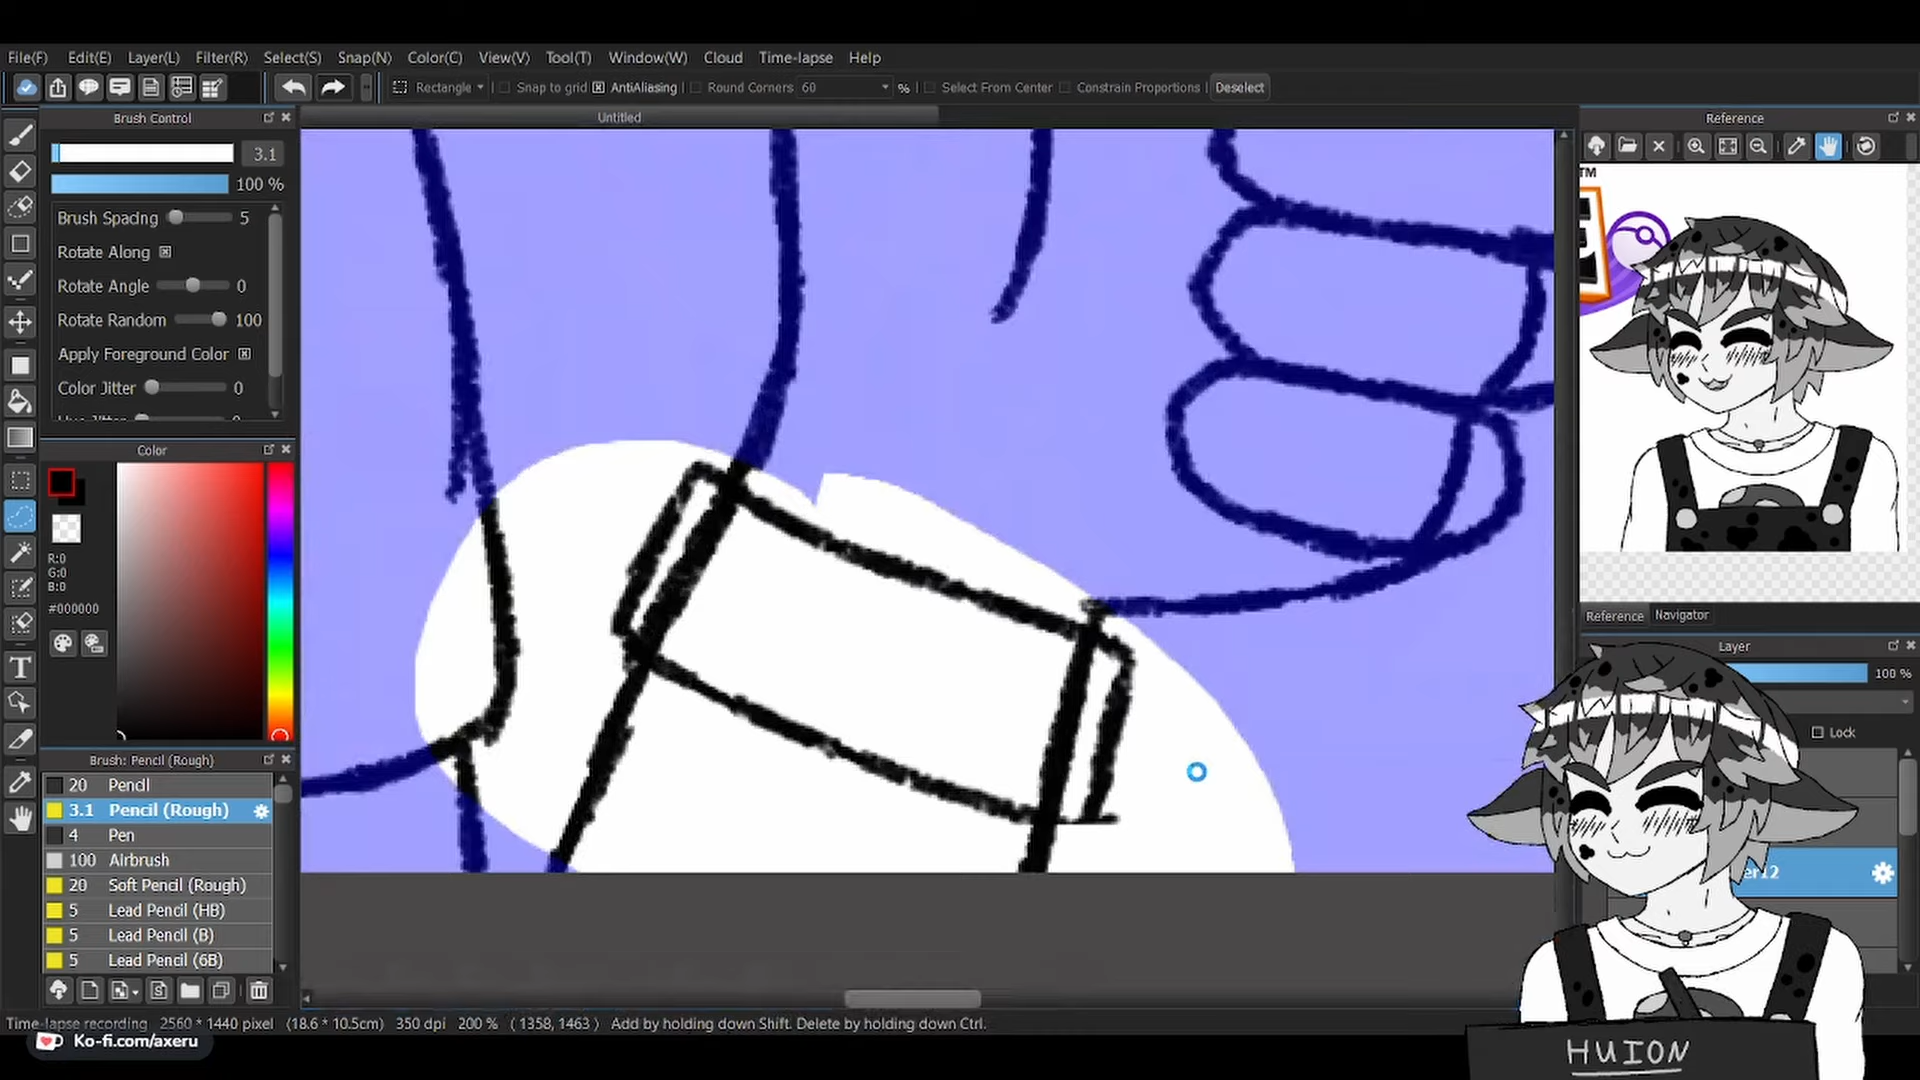 File(F) Edit(E) Layer(L) Filter(R) Select(S) Snap(N) Color(C) View(V) Tool(T) Window(W) Cloud Time-lapse Help
Rectangle Snap to grid AntiAliasing Round Corners 60 % Select From Center Constrain Proportions Deselect
Brush Control Untitled Reference
3.1
100 %
TM
Brush Spacing 5
Rotate Along
Rotate Angle 0
Rotate Random 100
Apply Foreground Color
Color Jitter 0
Color
R:0
G:0
B:0
#000000
Reference Navigator
Layer
100 %
Lock
Brush: Pencil (Rough)
20 Pencil
3.1 Pencil (Rough)
4 Pen
100 Airbrush
20 Soft Pencil (Rough)
5 Lead Pencil (HB)
5 Lead Pencil (B)
5 Lead Pencil (6B)
er12
Time-lapse recording 2560 * 1440 pixel (18.6 * 10.5cm) 350 dpi 200 % ( 1358, 1463 ) Add by holding down Shift. Delete by holding down Ctrl.
Ko-fi.com/axeru
HUION